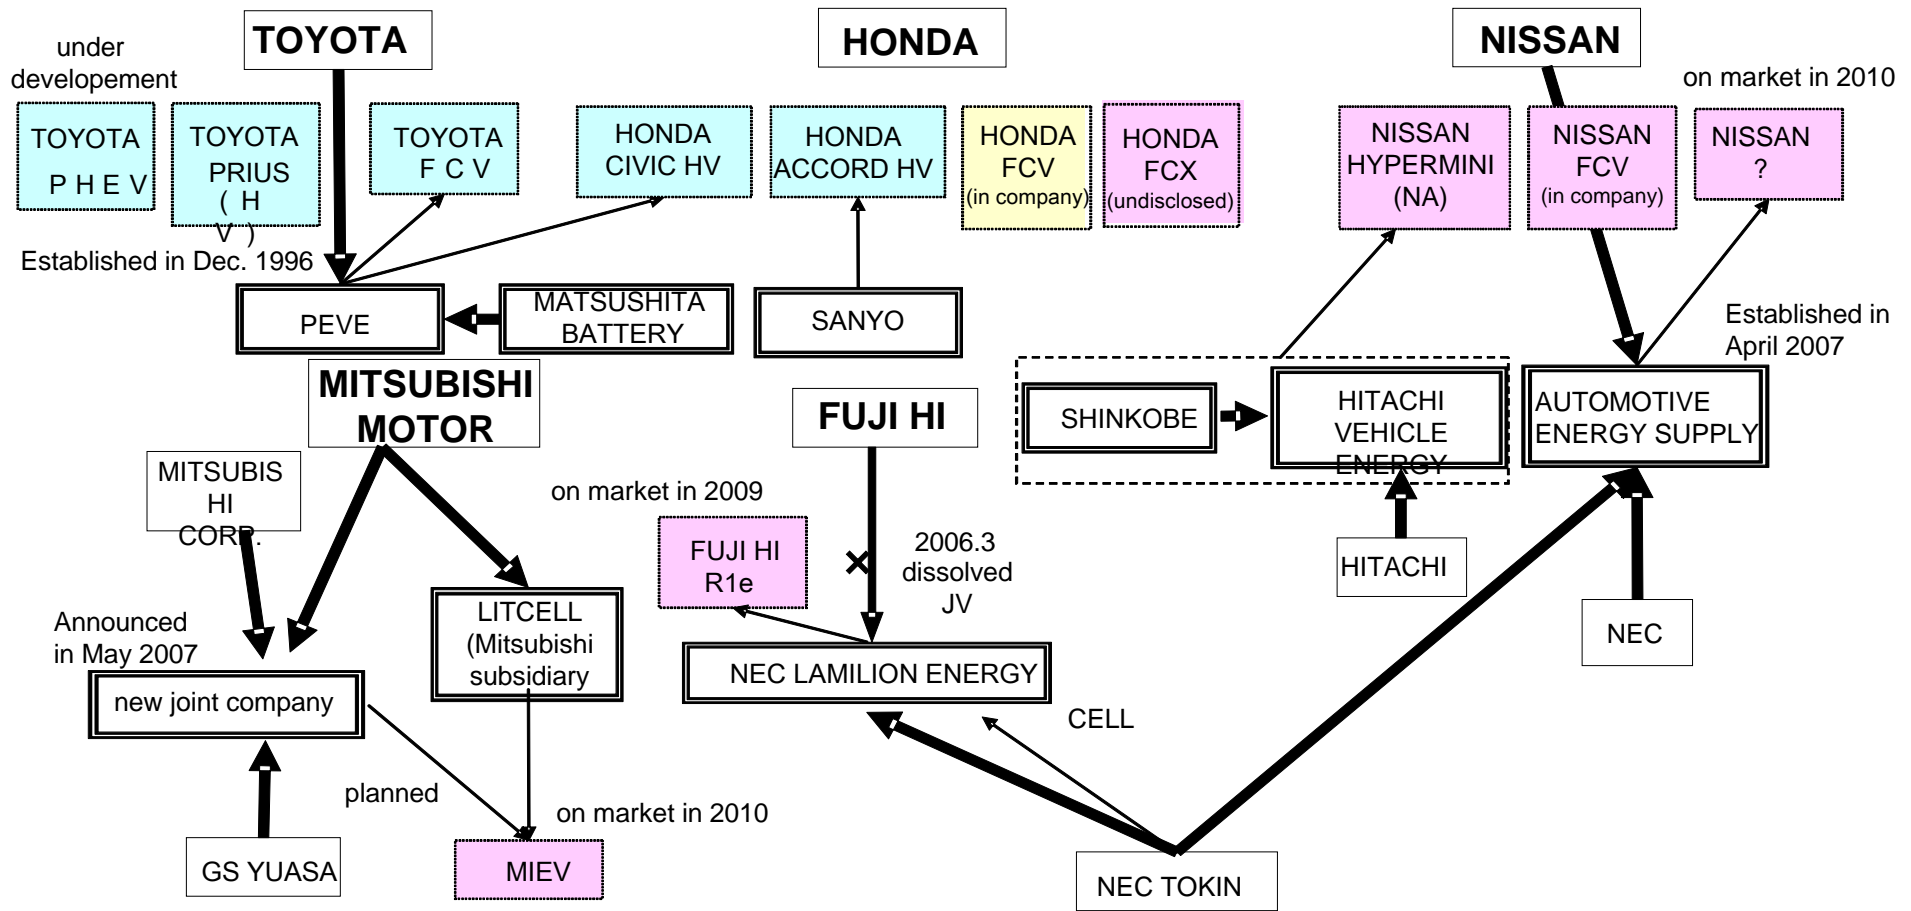 TOYOTA
HONDA
NISSAN
under
developement
on market in 2010
TOYOTA
P H E V
TOYOTA
PRIUS
( H
V )
TOYOTA
F C V
HONDA
CIVIC HV
HONDA
ACCORD HV
HONDA
FCV
(in company)
HONDA
FCX
(undisclosed)
NISSAN
HYPERMINI
(NA)
NISSAN
FCV
(in company)
NISSAN
?
Established in Dec. 1996
PEVE
MATSUSHITA
BATTERY
SANYO
Established in
April 2007
MITSUBISHI
MOTOR
FUJI HI
SHINKOBE
HITACHI
VEHICLE
ENERGY
AUTOMOTIVE
ENERGY SUPPLY
MITSUBIS
HI
CORP.
on market in 2009
FUJI HI
R1e
2006.3
dissolved
JV
HITACHI
NEC
Announced
in May 2007
LITCELL
(Mitsubishi
subsidiary
new joint company
NEC LAMILION ENERGY
CELL
planned
on market in 2010
GS YUASA
MIEV
NEC TOKIN